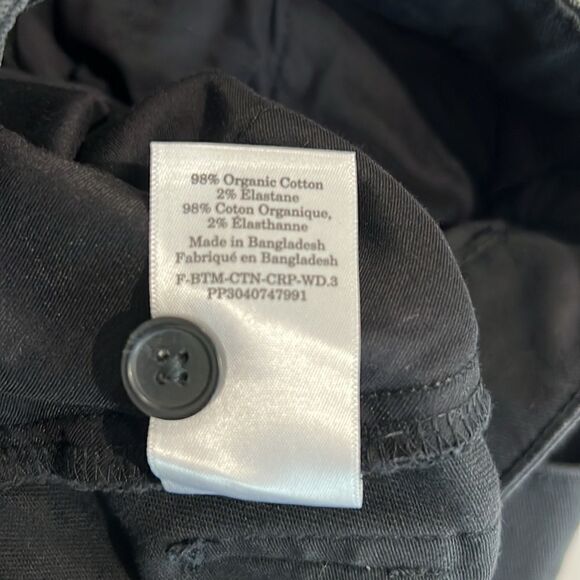 98% Organic Cotton
2% Elastane
98% Coton Organique,
2% Élasthanne
Made in Bangladesh
Fabriqué en Bangladesh
F-BTM-CTN-CRP-WD.3
PP3040747991